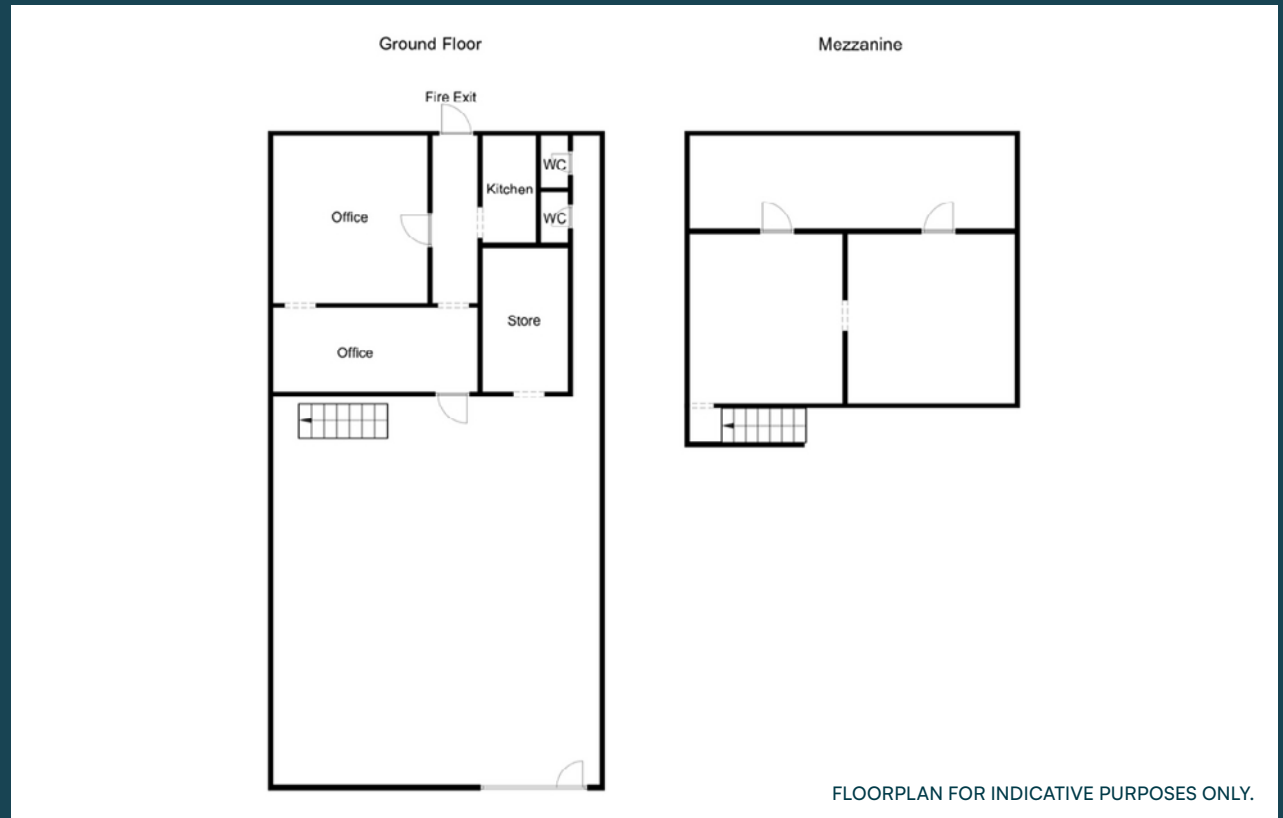 Ground Floor
Mezzanine
Fire Exit
WC
Kitchen
Office
WC
Store
Office
FLOORPLAN FOR INDICATIVE PURPOSES ONLY.